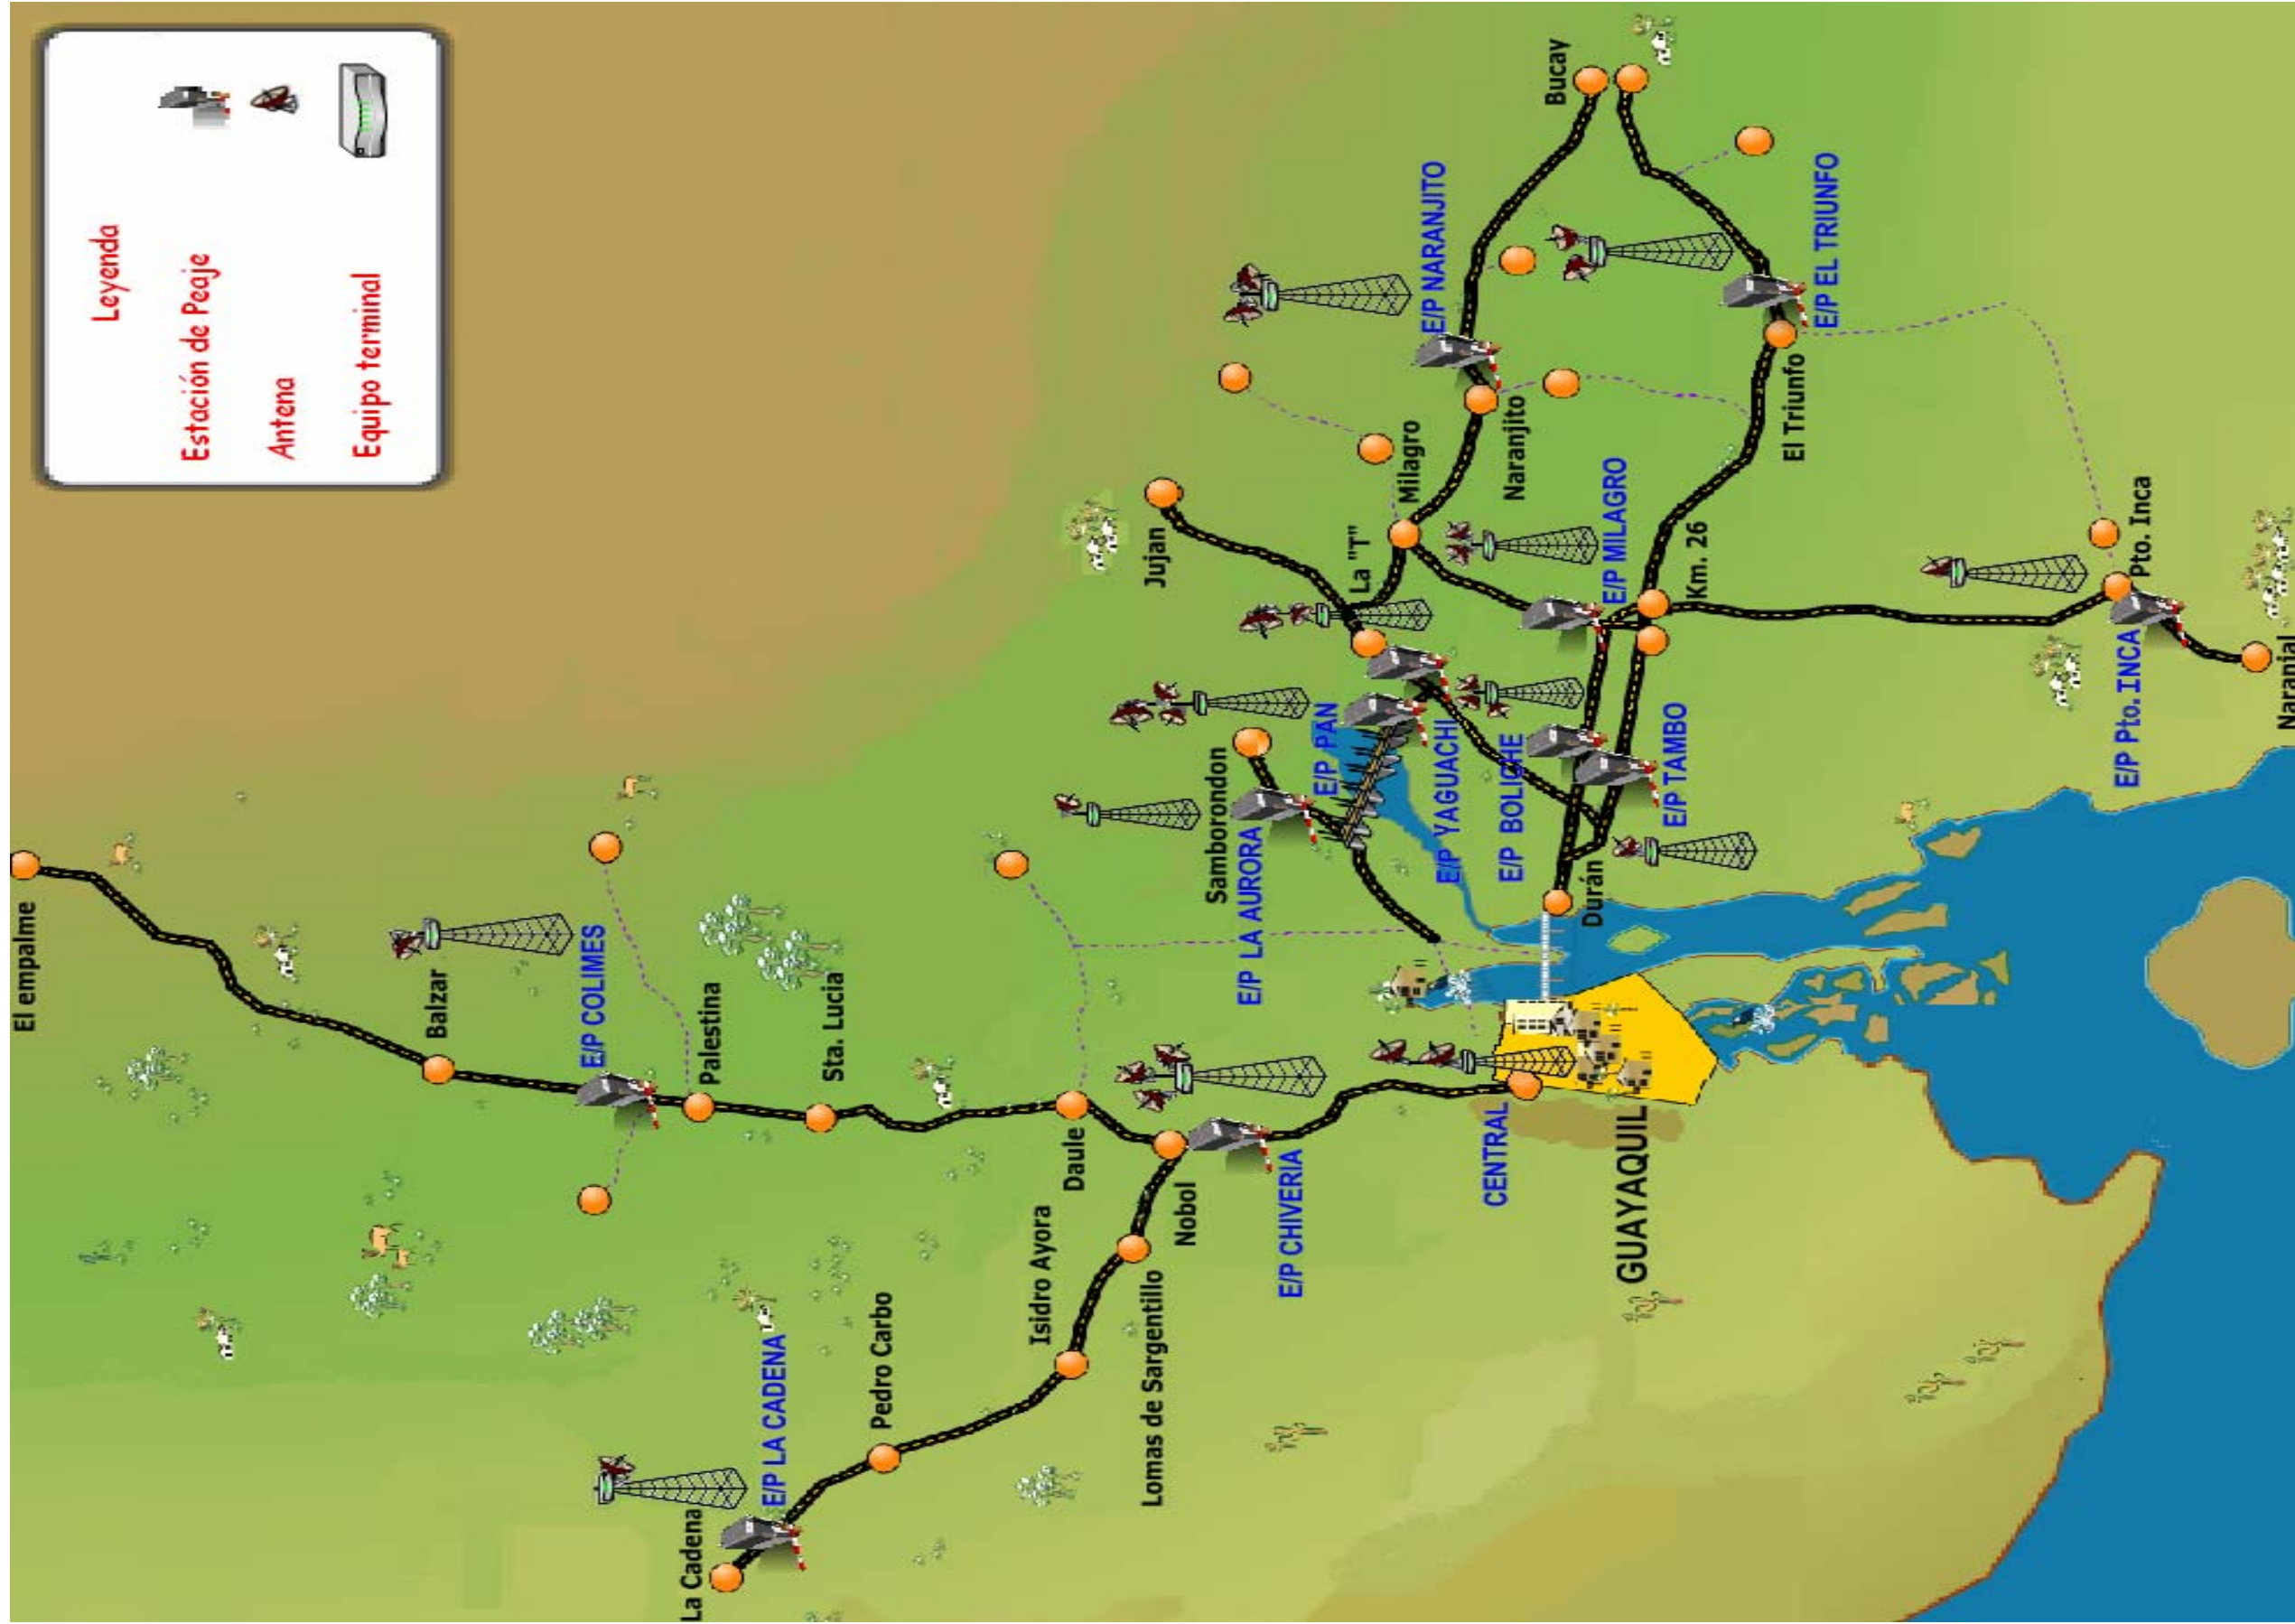 Leyenda
Estación de Peaje
Antena
Equipo terminal
El empalme
Balzar
E/P COLIMES
Palestina
Sta. Lucia
Daule
Nobol
Isidro Ayora
Lomas de Sargentillo
Pedro Carbo
E/P LA CADENA
La Cadena
E/P CHIVERIA
CENTRAL
GUAYAQUIL
E/P LA AURORA
Samborondon
E/P PAN
E/P YAGUACHI
E/P BOLICHE
E/P TAMBO
Durán
Jujan
La "T"
Milagro
Naranjito
E/P NARANJITO
E/P MILAGRO
Km. 26
Bucay
E/P EL TRIUNFO
El Triunfo
Pto. Inca
E/P Pto. INCA
Naranjal